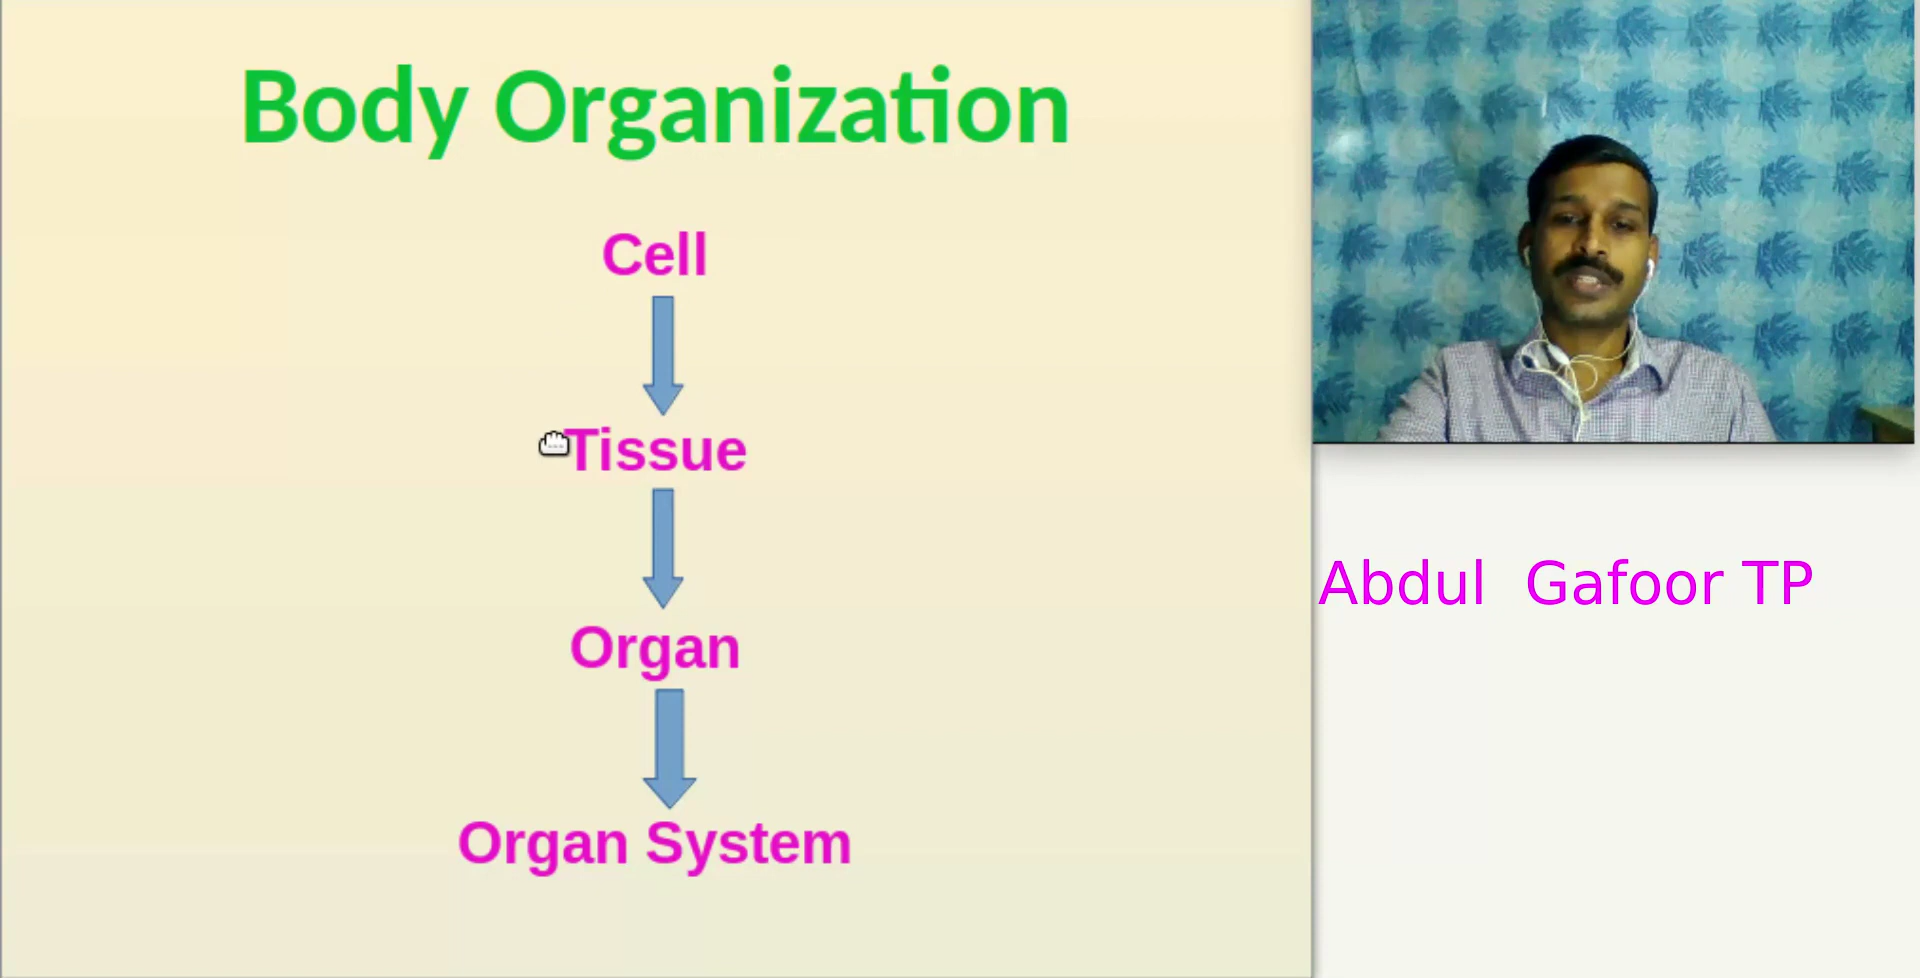 Body Organization
Cell
Tissue
Organ
Organ System
Abdul Gafoor TP